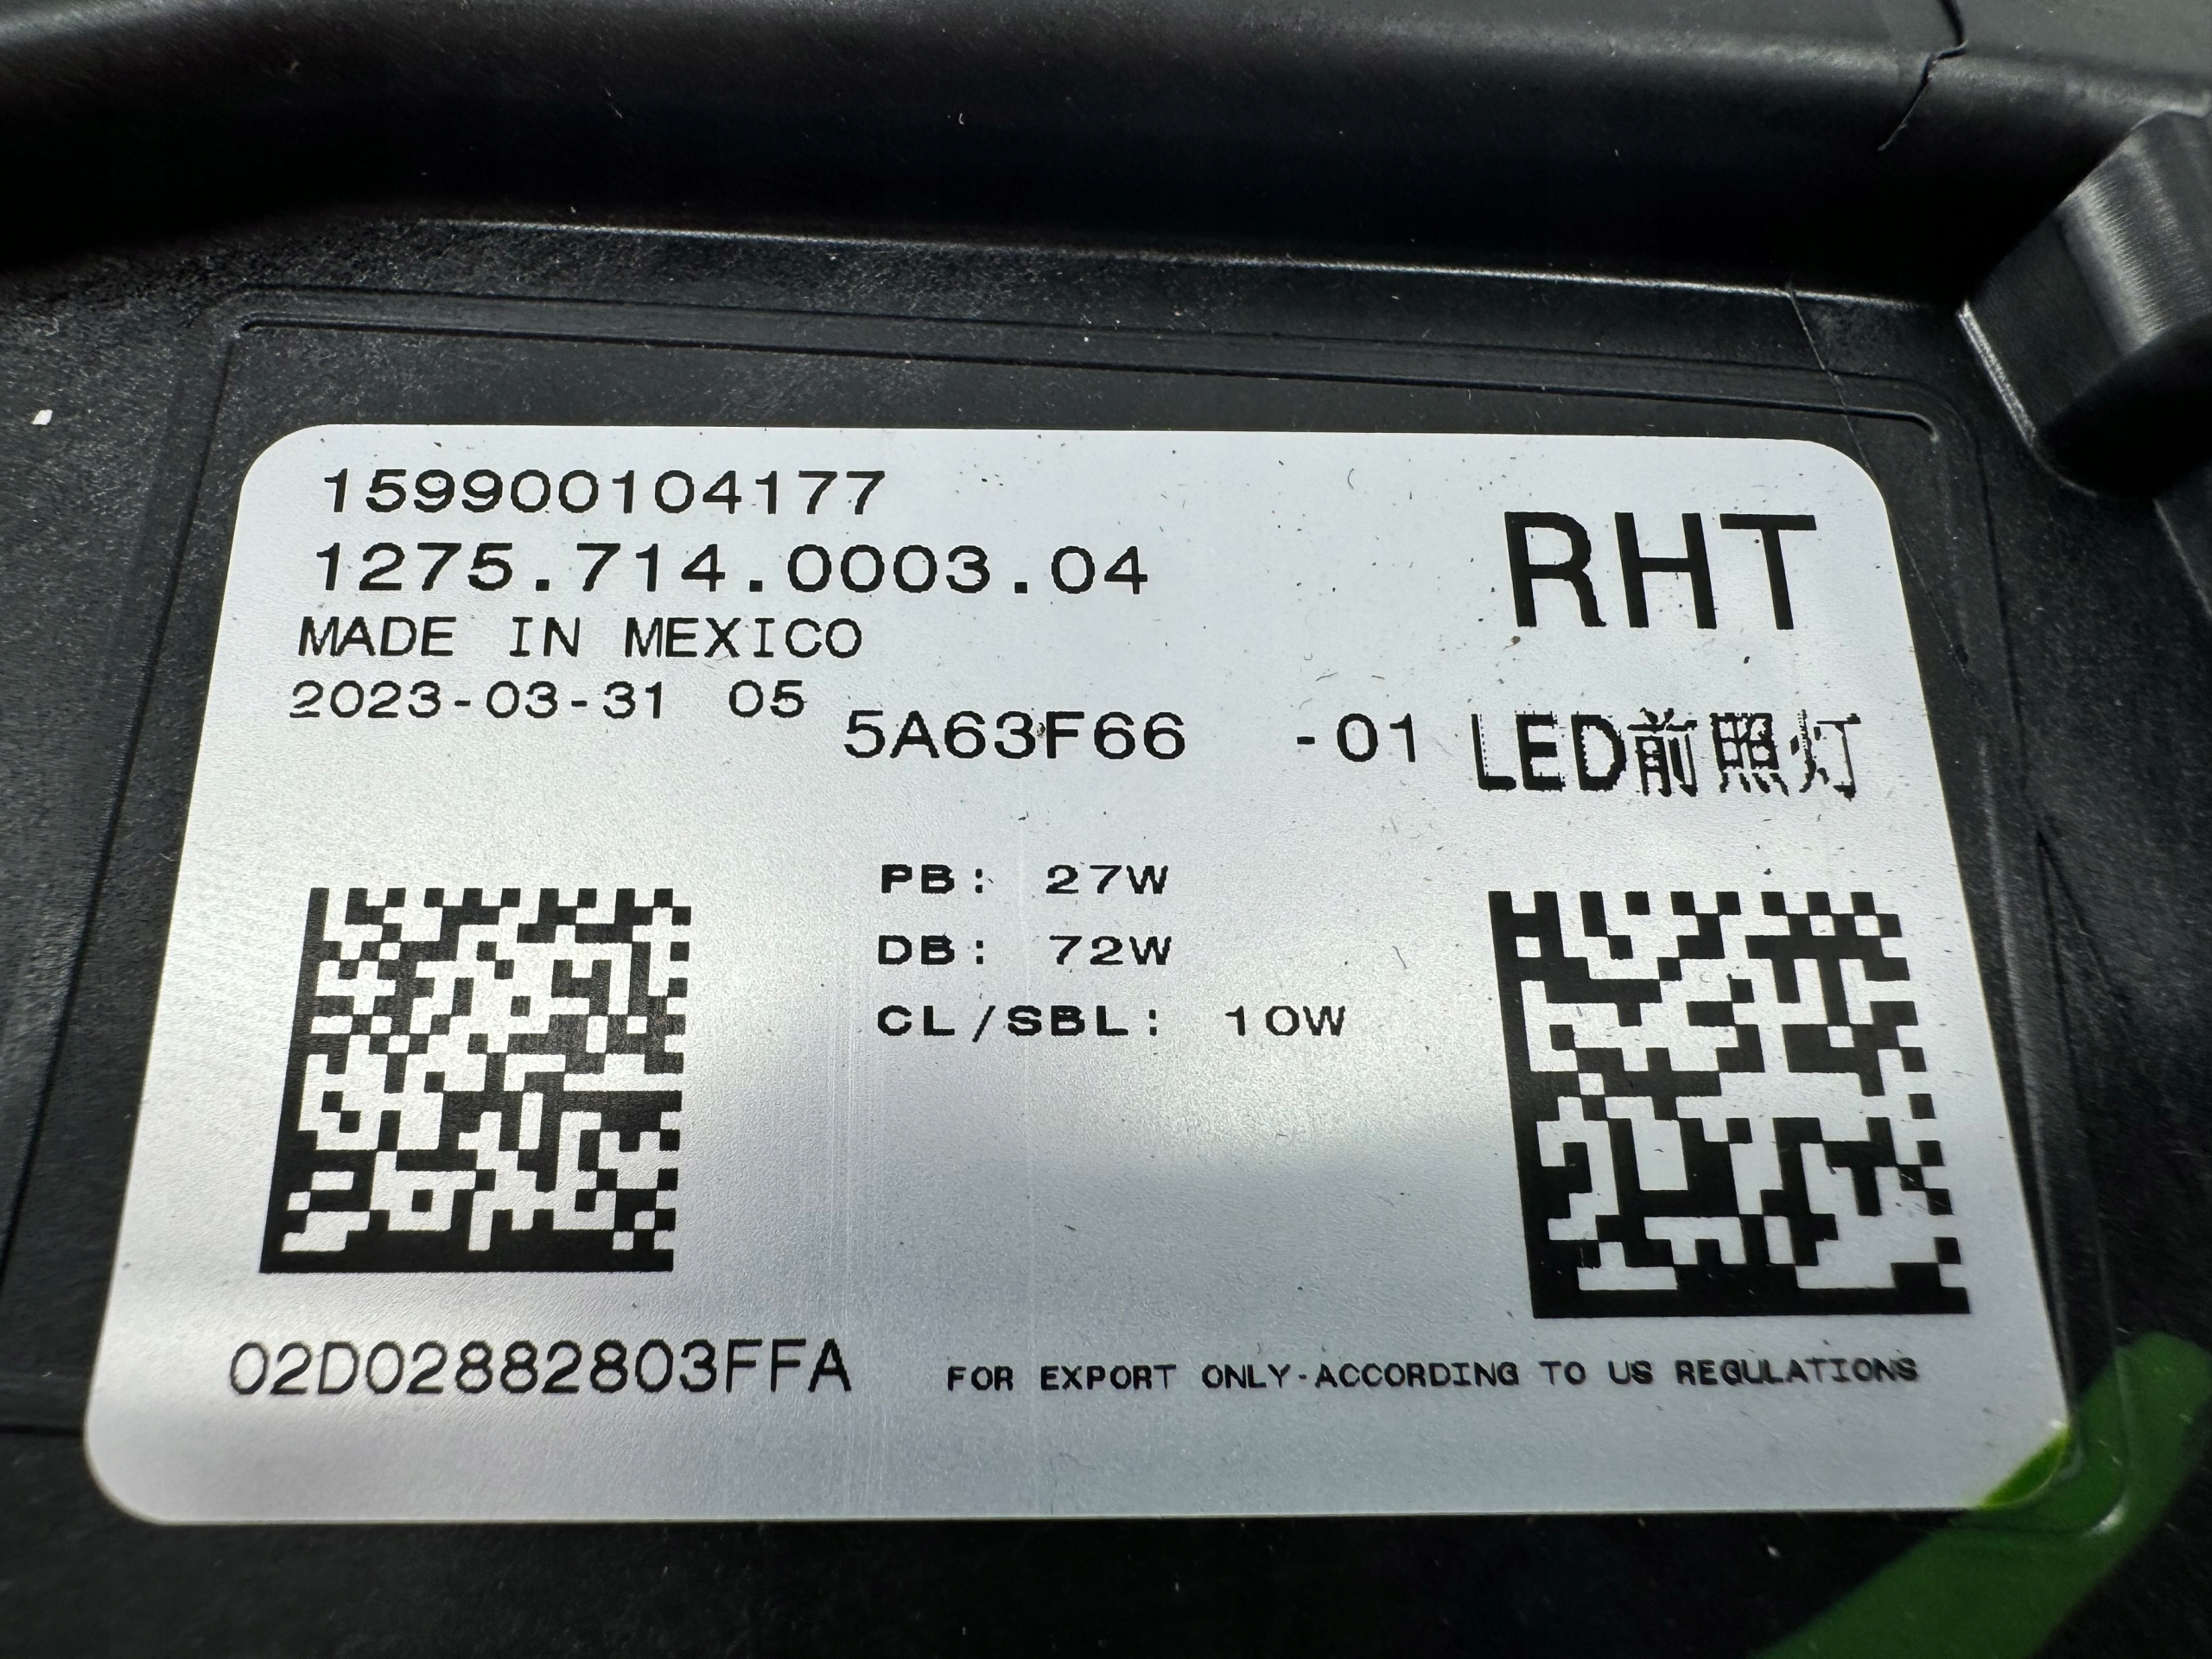 159900104177
1275.714.0003.04
RHT
MADE IN MEXICO
2023-03-31 05
5A63F66 -01 LED前照灯
PB: 27W
DB: 72W
CL/SBL: 10W
02D02882803FFA
FOR EXPORT ONLY-ACCORDING TO US REGULATIONS